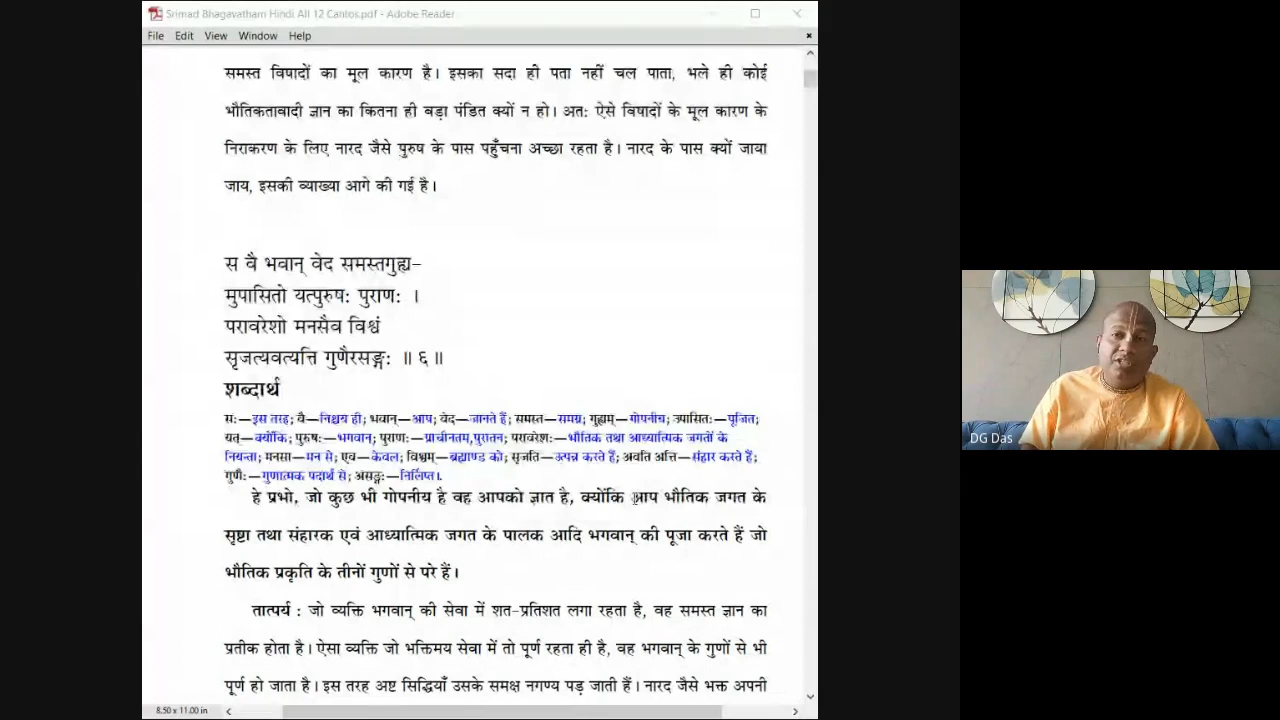 Srimad Bhagavatham Hindi All 12 Cantos.pdf - Adobe Reader
File Edit View Window Help
समस्त विषादों का मूल कारण है। इसका सदा ही पता नहीं चल पाता, भले ही कोई
भौतिकतावादी ज्ञान का कितना ही बड़ा पंडित क्यों न हो। अत: ऐसे विषादों के मूल कारण के
निराकरण के लिए नारद जैसे पुरुष के पास पहुँचना अच्छा रहता है। नारद के पास क्यों जाया
जाय, इसकी व्याख्या आगे की गई है।
स वै भवान् वेद समस्तगुह्य-
मुपासितो यत्पुरुष: पुराण: ।
परावरेशो मनसैव विश्वं
सृजत्यवत्यत्ति गुणैरसङ्ग: ॥ ६ ॥
शब्दार्थ
स:—इस तरह; वै—निश्चय ही; भवान्—आप; वेद—जानते हैं; समस्त—समग्र; गुह्यम्—गोपनीय; उपासित:—पूजित;
यत्—क्योंकि; पुरुष:—भगवान्; पुराण:—प्राचीनतम,पुरातन; परावरेश:—भौतिक तथा आध्यात्मिक जगतों के
नियन्ता; मनसा—मन से; एव—केवल; विश्वम्—ब्रह्माण्ड को; सृजति—उत्पन्न करते हैं; अवति अत्ति—संहार करते हैं;
गुणै:—गुणात्मक पदार्थ से; असङ्ग:—निर्लिप्त।.
हे प्रभो, जो कुछ भी गोपनीय है वह आपको ज्ञात है, क्योंकि आप भौतिक जगत के
सृष्टा तथा संहारक एवं आध्यात्मिक जगत के पालक आदि भगवान् की पूजा करते हैं जो
भौतिक प्रकृति के तीनों गुणों से परे हैं।
तात्पर्य : जो व्यक्ति भगवान् की सेवा में शत-प्रतिशत लगा रहता है, वह समस्त ज्ञान का
प्रतीक होता है। ऐसा व्यक्ति जो भक्तिमय सेवा में तो पूर्ण रहता ही है, वह भगवान् के गुणों से भी
पूर्ण हो जाता है। इस तरह अष्ट सिद्धियाँ उसके समक्ष नगण्य पड़ जाती हैं। नारद जैसे भक्त अपनी
8.50 x 11.00 in
DG Das